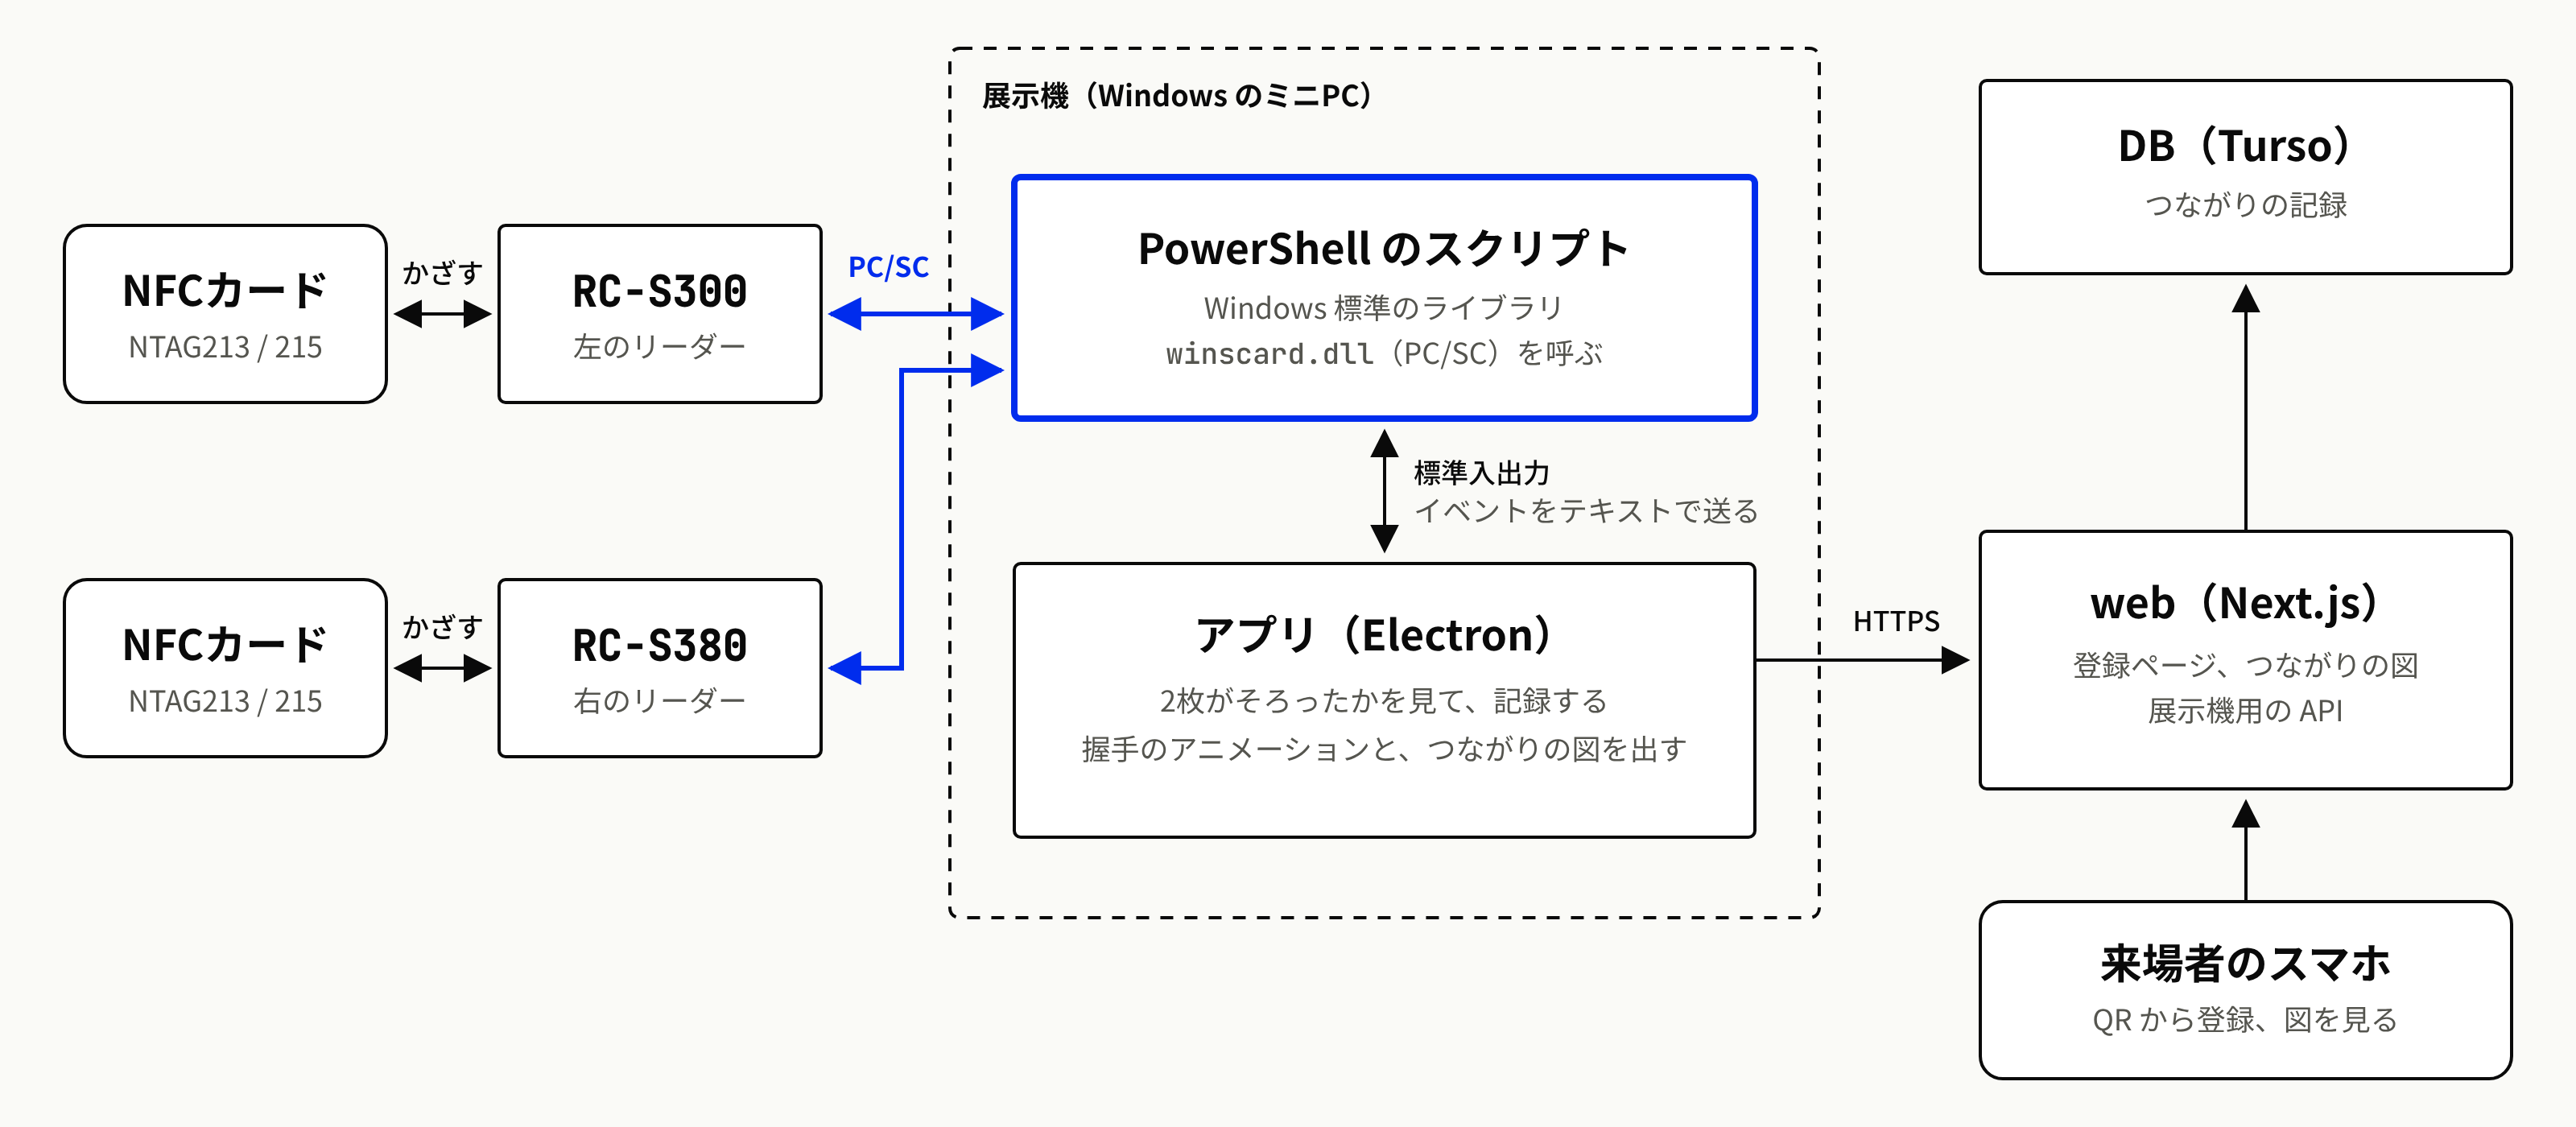 展示機（Windows のミニPC）
NFCカード
NTAG213 / 215
かざす
RC-S300
左のリーダー
PC/SC
PowerShell のスクリプト
Windows 標準のライブラリ
winscard.dll（PC/SC）を呼ぶ
標準入出力
イベントをテキストで送る
NFCカード
NTAG213 / 215
かざす
RC-S380
右のリーダー
アプリ（Electron）
2枚がそろったかを見て、記録する
握手のアニメーションと、つながりの図を出す
HTTPS
DB（Turso）
つながりの記録
web（Next.js）
登録ページ、つながりの図
展示機用の API
来場者のスマホ
QR から登録、図を見る